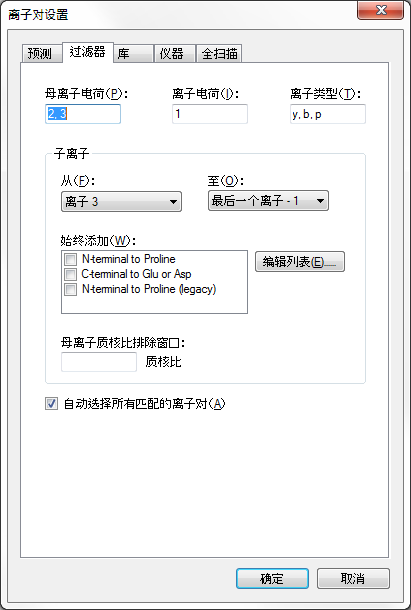 离子对设置
预测 过滤器 库 仪器 全扫描
母离子电荷(P): 离子电荷(I): 离子类型(T):
2, 3 1 y, b, p
子离子
从(F): 至(O):
离子 3 最后一个离子 - 1
始终添加(W):
N-terminal to Proline
编辑列表(E)....
C-terminal to Glu or Asp
N-terminal to Proline (legacy)
母离子质核比排除窗口:
质核比
自动选择所有匹配的离子对(A)
确定 取消